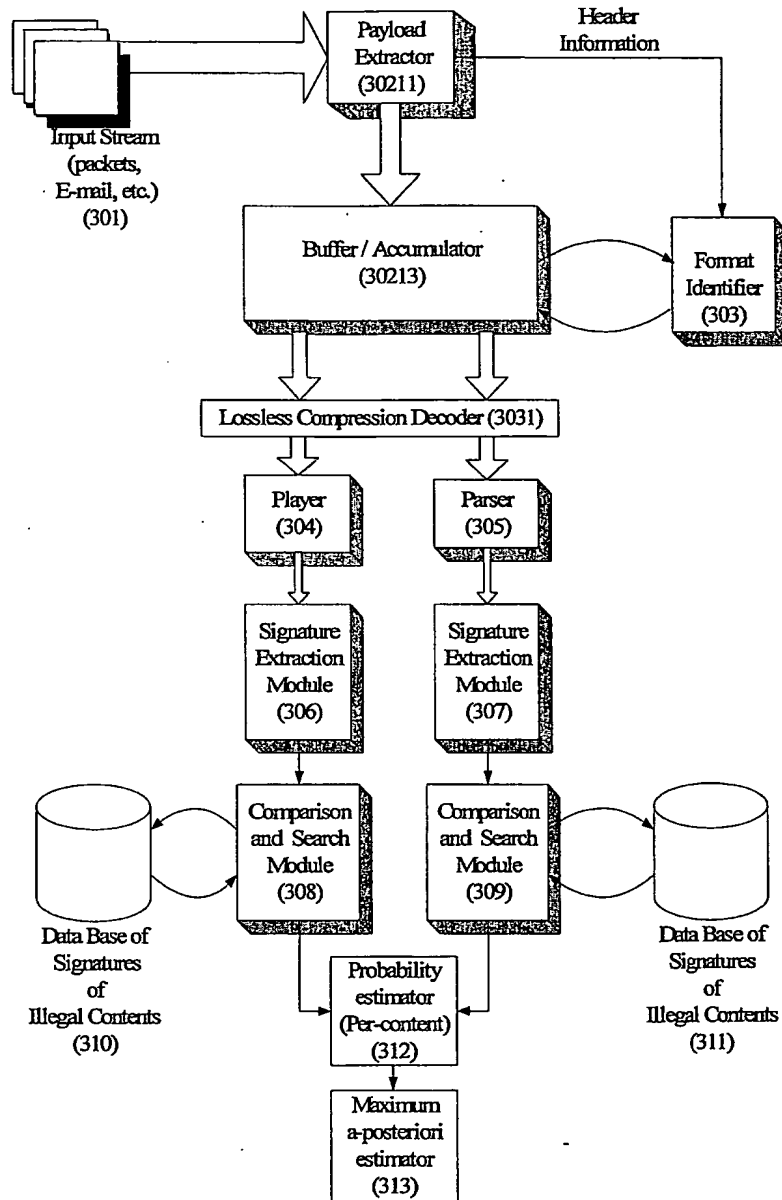 Payload
Extractor
(30211)
Header
Information
Input Stream
(packets,
E-mail, etc.)
(301)
Buffer / Accumulator
(30213)
Format
Identifier
(303)
Lossless Compression Decoder (3031)
Player
(304)
Parser
(305)
Signature
Extraction
Module
(306)
Signature
Extraction
Module
(307)
Comparison
and Search
Module
(308)
Comparison
and Search
Module
(309)
Data Base of
Signatures
of
Illegal Contents
(310)
Data Base of
Signatures
of
Illegal Contents
(311)
Probability
estimator
(Per-content)
(312)
Maximum
a-posteriori
estimator
(313)